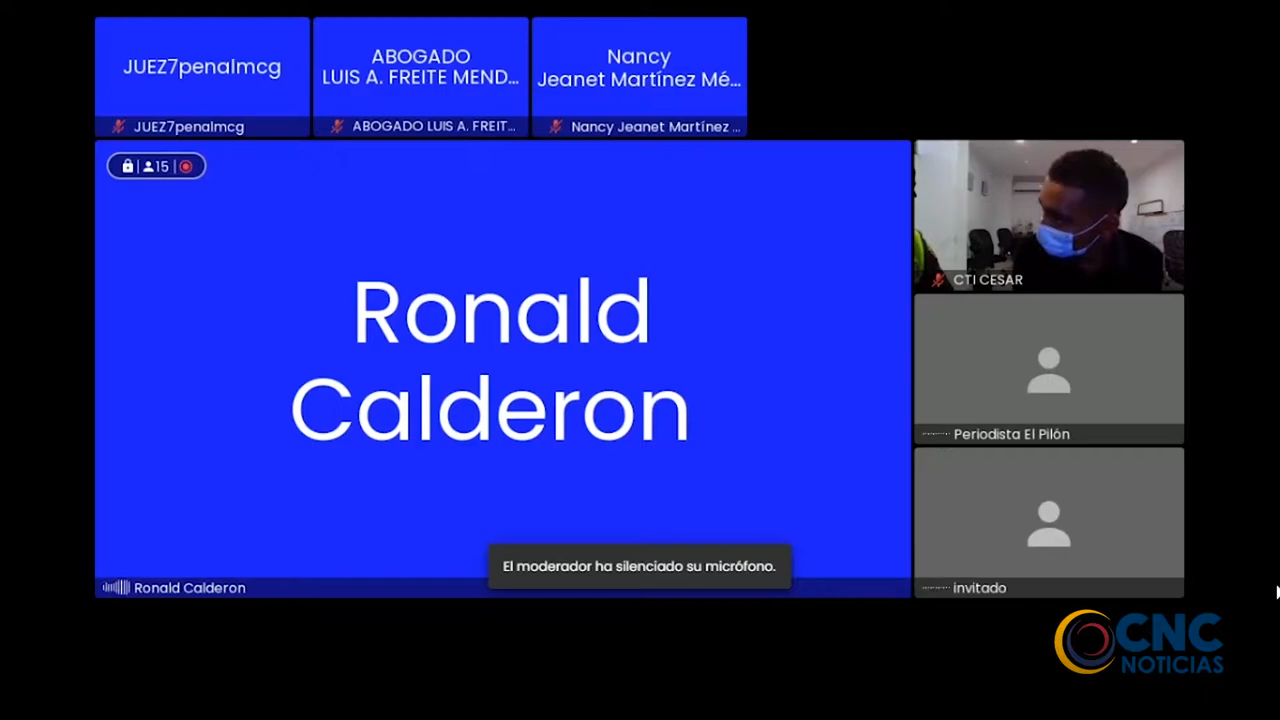 JUEZ7penalmcg
ABOGADO
LUIS A. FREITE MEND...
Nancy
Jeanet Martínez Mé...
JUEZ7penalmcg
ABOGADO LUIS A. FREIT...
Nancy Jeanet Martínez ...
15
Ronald
Calderon
CTI CESAR
Periodista El Pilón
El moderador ha silenciado su micrófono.
Ronald Calderon
invitado
CNC
NOTICIAS